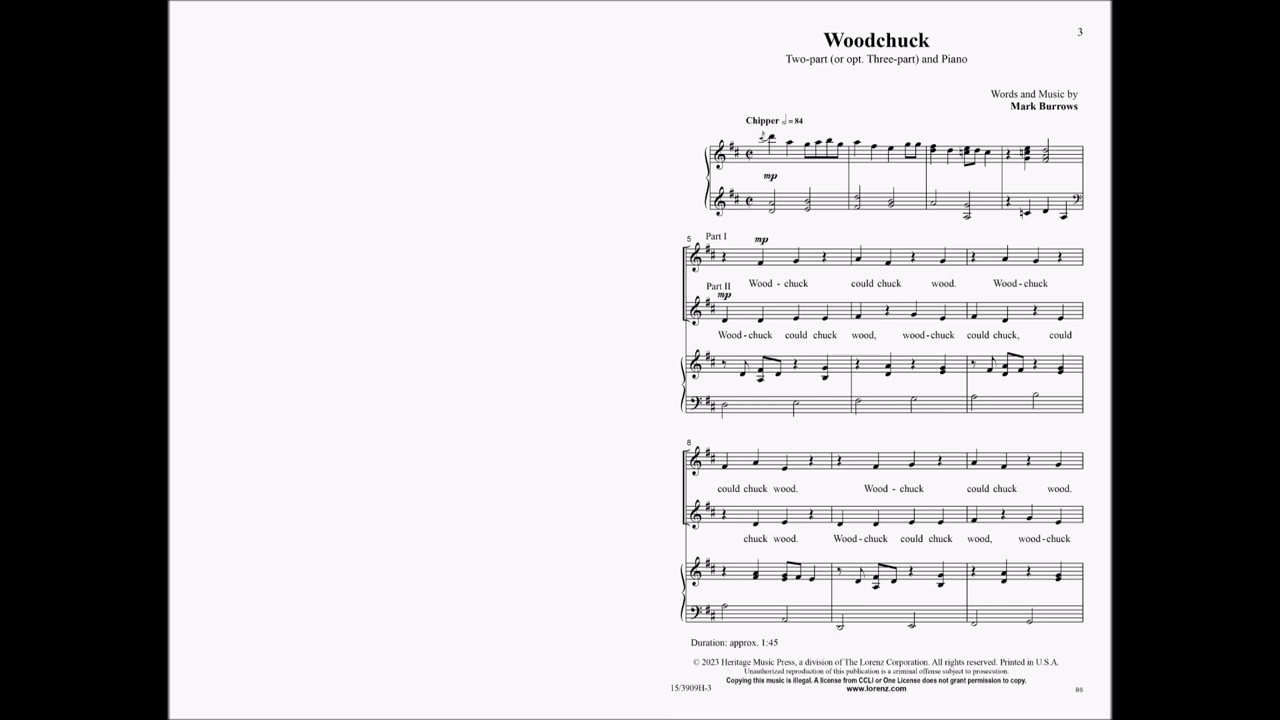 3
Woodchuck
Two-part (or opt. Three-part) and Piano
Words and Music by
Mark Burrows
Chipper 𝅗𝅥 = 84
mp
5
Part I
mp
Wood - chuck could chuck wood. Wood - chuck
Part II
mp
Wood - chuck could chuck wood, wood - chuck could chuck, could
8
could chuck wood. Wood - chuck could chuck wood.
chuck wood. Wood - chuck could chuck wood, wood - chuck
Duration: approx. 1:45
© 2023 Heritage Music Press, a division of The Lorenz Corporation. All rights reserved. Printed in U.S.A.
Unauthorized reproduction of this publication is a criminal offense subject to prosecution.
Copying this music is illegal. A license from CCLI or One License does not grant permission to copy.
15/3909H-3
www.lorenz.com